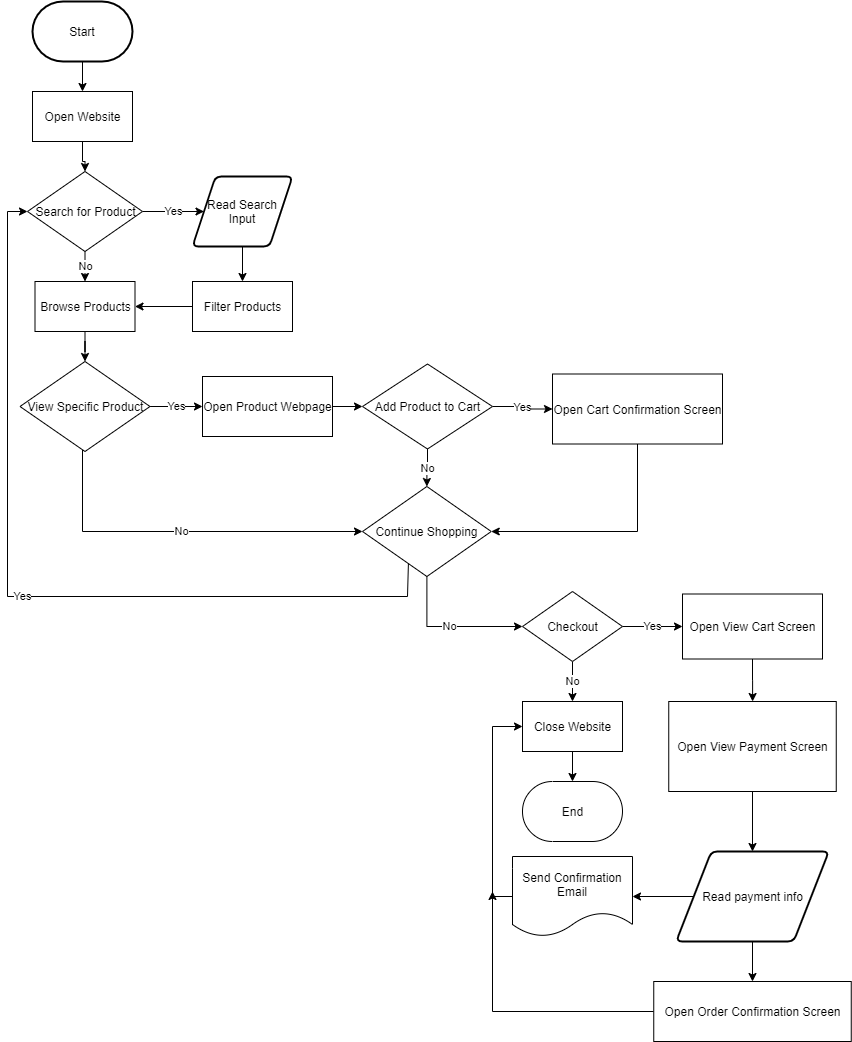 Start
Open Website
Search for Product
Yes
Read Search
Input
No
Browse Products
Filter Products
View Specific Product
Yes
Open Product Webpage
Add Product to Cart
Yes
Open Cart Confirmation Screen
No
No
Continue Shopping
Yes
No
Checkout
Yes
Open View Cart Screen
No
Close Website
Open View Payment Screen
End
Send Confirmation
Email
Read payment info
Open Order Confirmation Screen